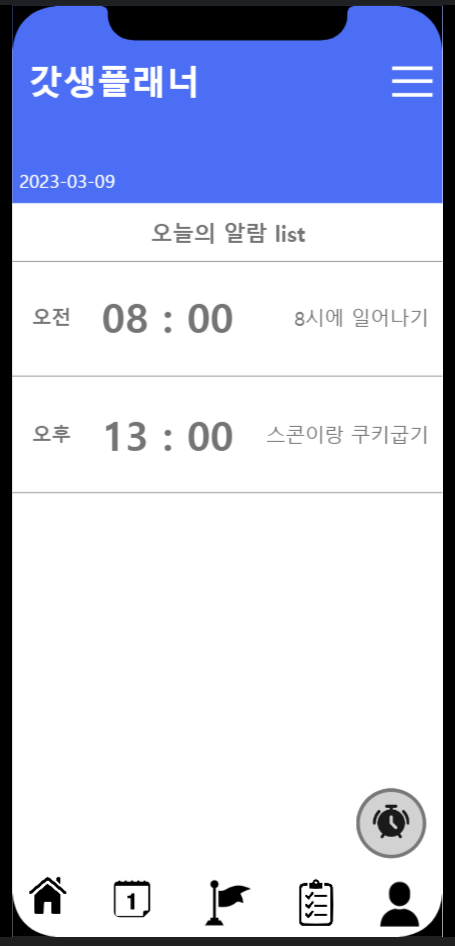 갓생플래너
2023-03-09
오늘의 알람 list
오전 08 : 00 8시에 일어나기
오후 13 : 00 스콘이랑 쿠키굽기
1